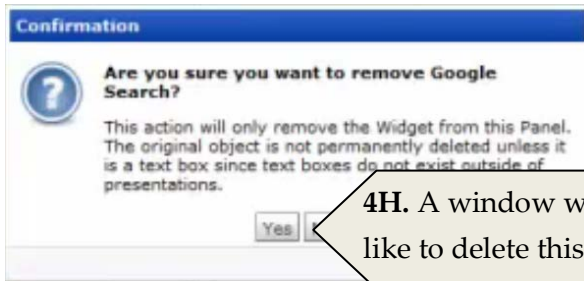 Confirmation
Are you sure you want to remove Google
Search?
This action will only remove the Widget from this Panel.
The original object is not permanently deleted unless it
is a text box since text boxes do not exist outside of
presentations.
Yes
4H. A window w
like to delete this